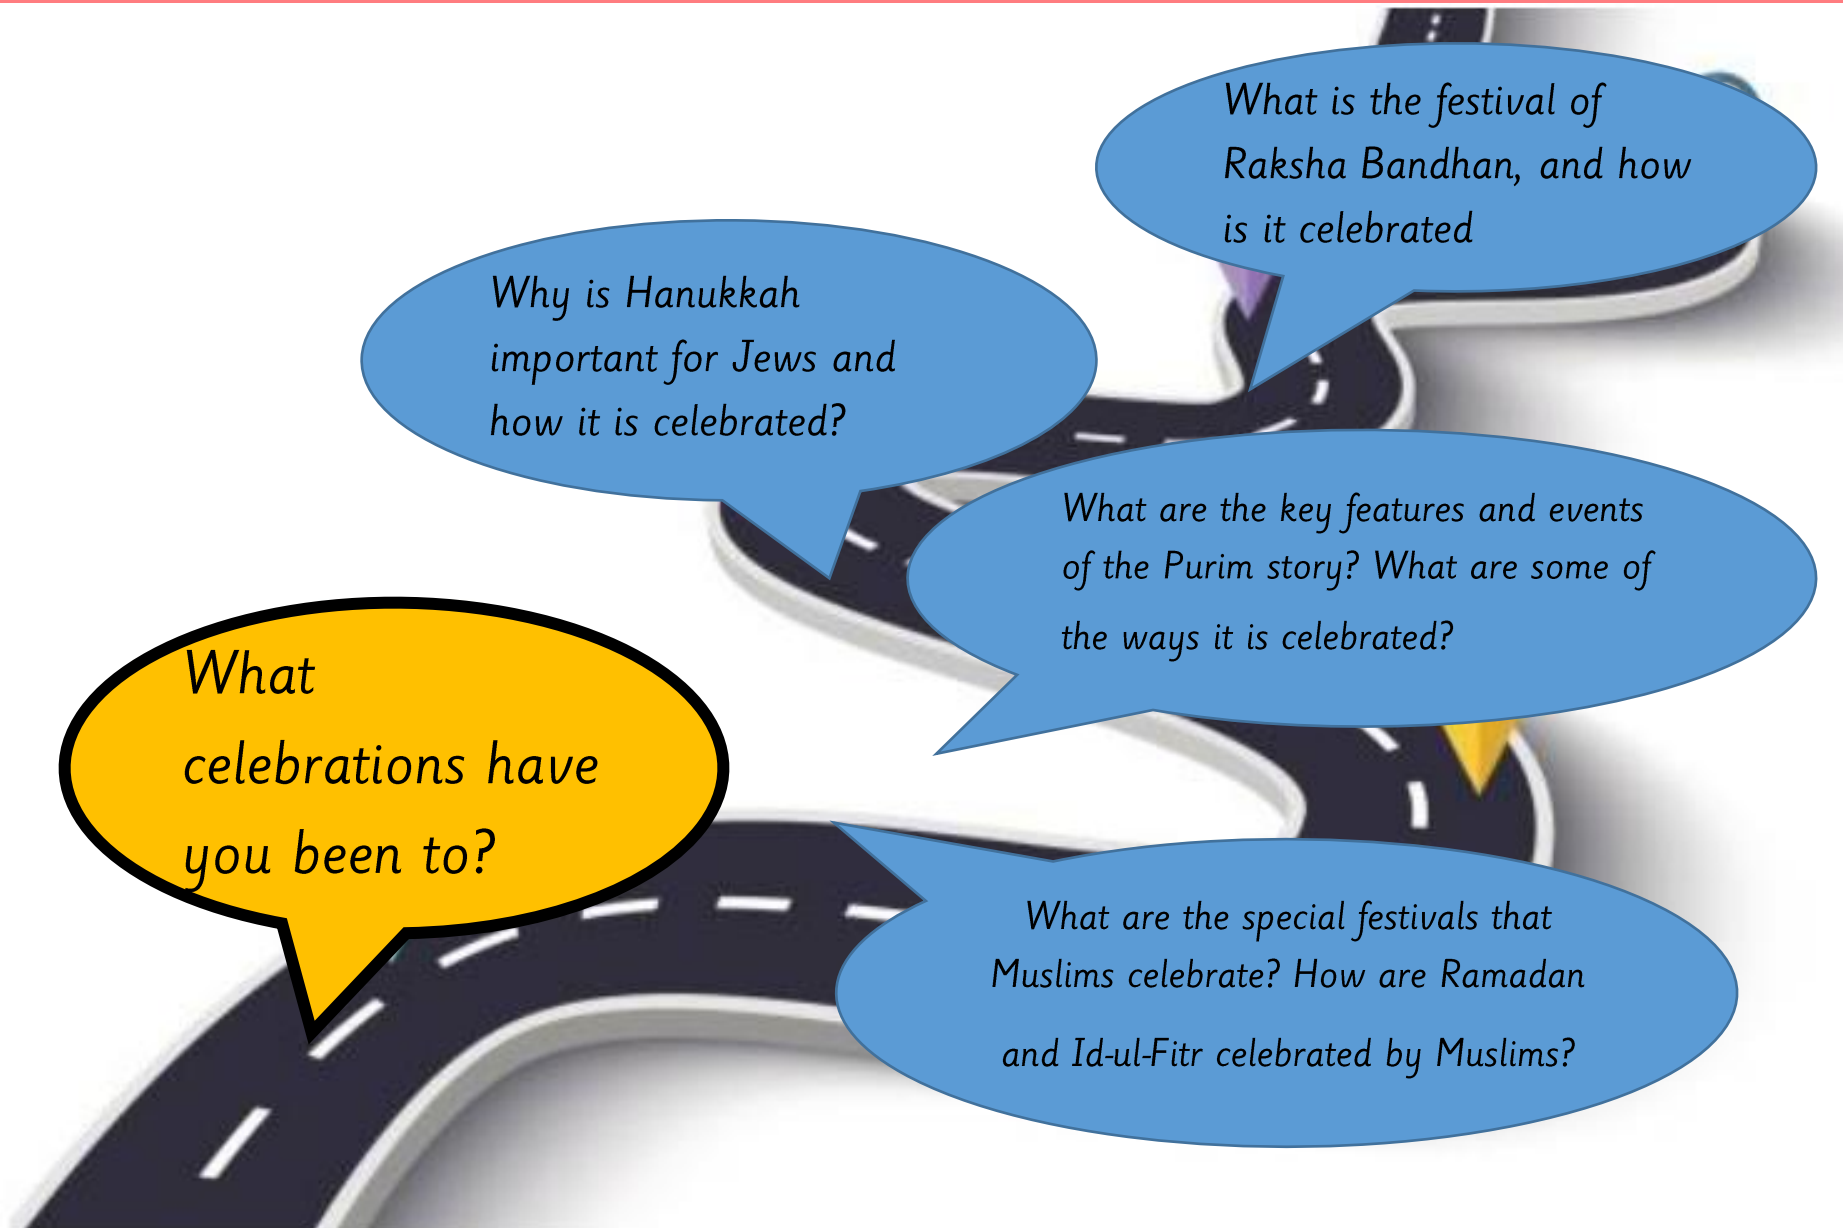 What is the festival of
Raksha Bandhan, and how
is it celebrated
Why is Hanukkah
important for Jews and
how it is celebrated?
What are the key features and events
of the Purim story? What are some of
the ways it is celebrated?
What
celebrations have
you been to?
What are the special festivals that
Muslims celebrate? How are Ramadan
and Id-ul-Fitr celebrated by Muslims?